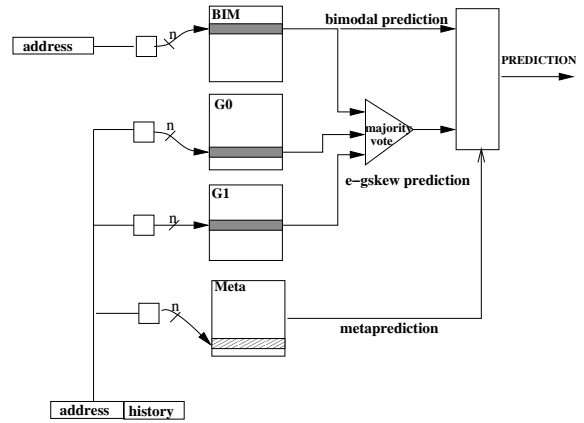 BIM
bimodal prediction
address
n
PREDICTION
G0
n
majority
vote
e-gskew prediction
G1
n
Meta
n
metaprediction
address history